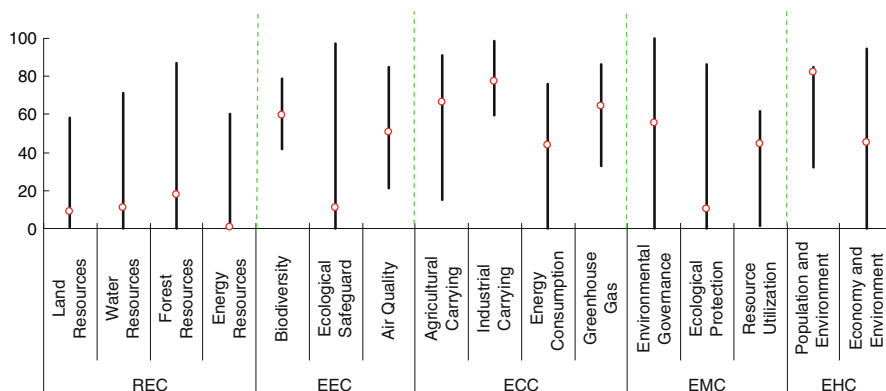 100
80
60
40
20
0
Land
Resources
Water
Resources
Forest
Resources
Energy
Resources
Biodiversity
Ecological
Safeguard
Air Quality
Agricultural
Carrying
Industrial
Carrying
Energy
Consumption
Greenhouse
Gas
Environmental
Governance
Ecological
Protection
Resource
Utilization
Population and
Environment
Economy and
Environment
REC
EEC
ECC
EMC
EHC